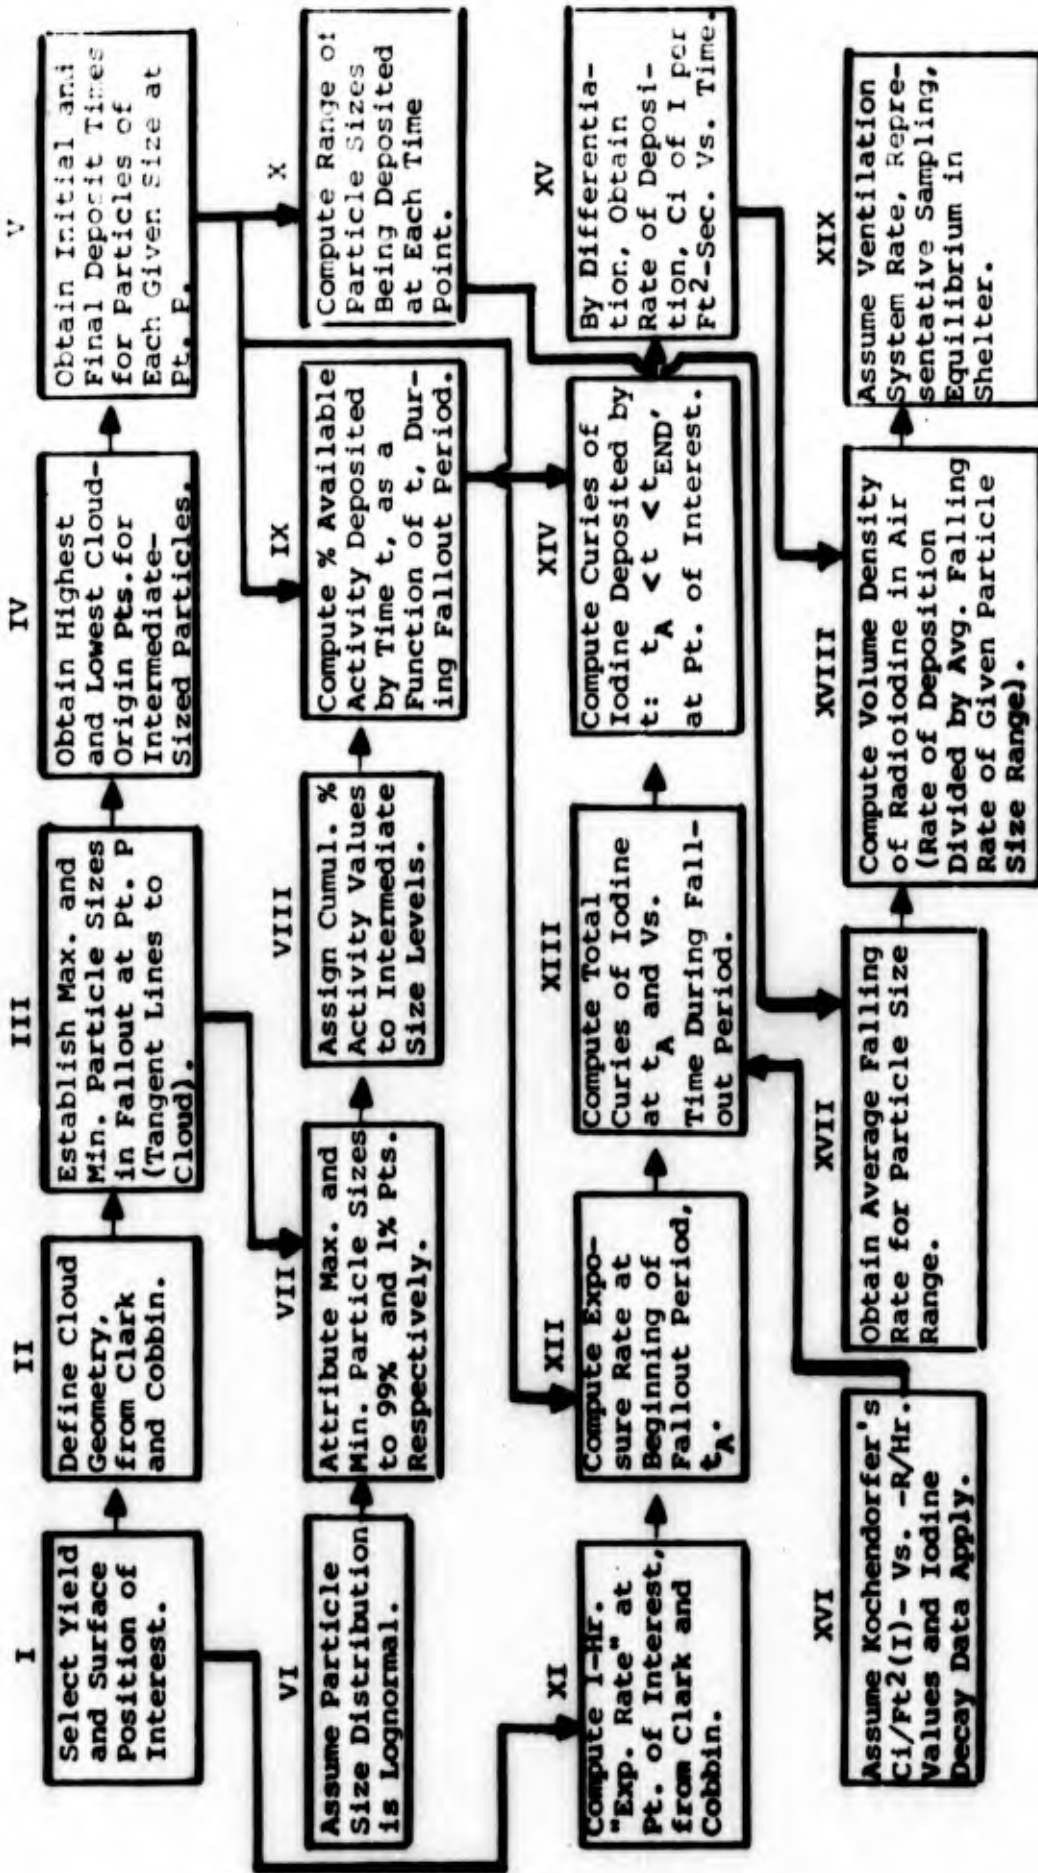 I
Select Yield
and Surface
Position of
Interest.
II
Define Cloud
Geometry,
from Clark
and Cobbin.
III
Establish Max. and
Min. Particle Sizes
in Fallout at Pt. P
(Tangent Lines to
Cloud).
IV
Obtain Highest
and Lowest Cloud-
Origin Pts.for
Intermediate-
Sized Particles.
V
Obtain Initial and
Final Deposit Times
for Particles of
Each Given Size at
Pt. P.
VI
Assume Particle
Size Distribution
is Lognormal.
VII
Attribute Max. and
Min. Particle Sizes
to 99% and 1% Pts.
Respectively.
VIII
Assign Cumul. %
Activity Values
to Intermediate
Size Levels.
IX
Compute % Available
Activity Deposited
by Time t, as a
Function of t, Dur-
ing Fallout Period.
X
Compute Range of
Particle Sizes
Being Deposited
at Each Time
Point.
XI
Compute I-Hr.
"Exp. Rate" at
Pt. of Interest,
from Clark and
Cobbin.
XII
Compute Expo-
sure Rate at
Beginning of
Fallout Period,
tA.
XIII
Compute Total
Curies of Iodine
at tA and Vs.
Time During Fall-
out Period.
XIV
Compute Curies of
Iodine Deposited by
t: tA <t <tEND,
at Pt. of Interest.
XV
By Differentia-
tion, Obtain
Rate of Deposi-
tion, Ci of I per
Ft2-Sec. Vs. Time.
XVI
Assume Kochendorfer's
Ci/Ft2(I)- Vs. -R/Hr.
Values and Iodine
Decay Data Apply.
XVII
Obtain Average Falling
Rate for Particle Size
Range.
XVIII
Compute Volume Density
of Radioiodine in Air
(Rate of Deposition
Divided by Avg. Falling
Rate of Given Particle
Size Range).
XIX
Assume Ventilation
System Rate, Repre-
sentative Sampling,
Equilibrium in
Shelter.